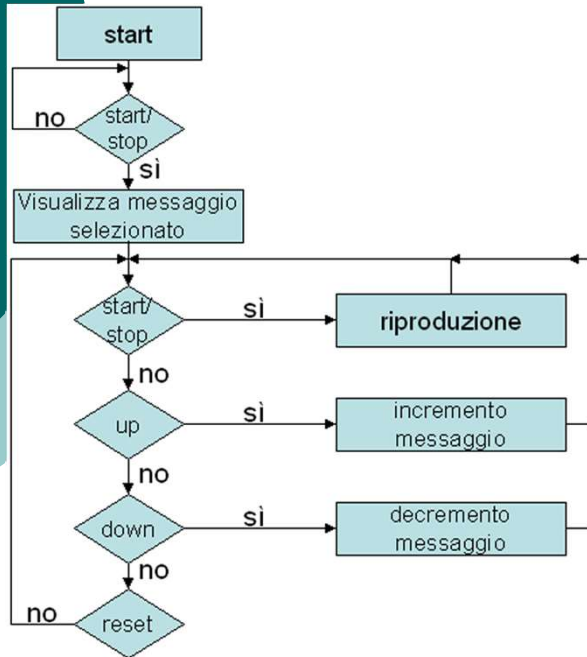 start
start/
stop
no
sì
Visualizza messaggio
selezionato
start/
stop
sì
riproduzione
no
up
sì
incremento
messaggio
no
down
sì
decremento
messaggio
no
reset
no